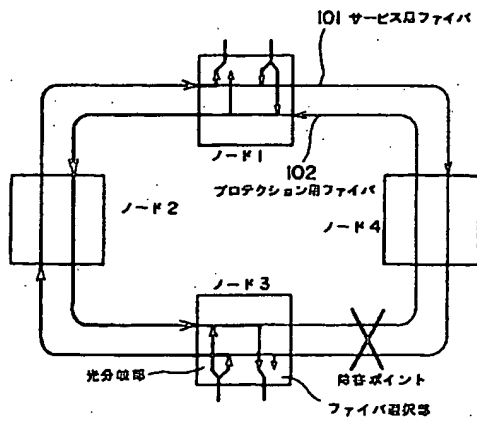 101 サービス用ファイバ
ノード1
102
プロテクション用ファイバ
ノード2
ノード4
ノード3
光分岐部
障害ポイント
ファイバ選択部